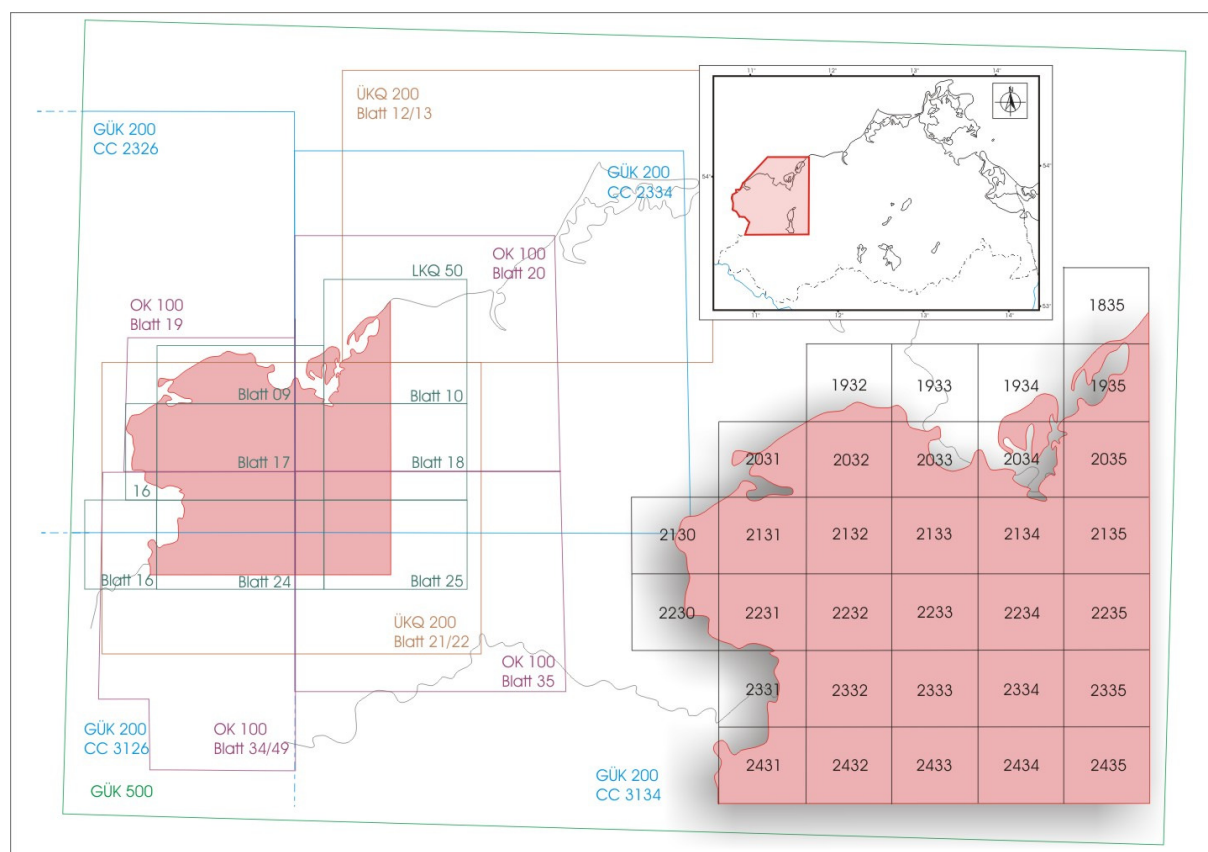 ÜKQ 200
Blatt 12/13
GÜK 200
CC 2326
GÜK 200
CC 2334
OK 100
Blatt 20
LKQ 50
OK 100
Blatt 19
Blatt 09
Blatt 10
Blatt 17
Blatt 18
16
Blatt 16
Blatt 24
Blatt 25
ÜKQ 200
Blatt 21/22
OK 100
Blatt 35
GÜK 200
CC 3126
OK 100
Blatt 34/49
GÜK 500
GÜK 200
CC 3134
11° 12° 13° 14°
54° 54°
53°
11° 12° 13° 14°
1835
1932 1933 1934 1935
2031 2032 2033 2034 2035
2130 2131 2132 2133 2134 2135
2230 2231 2232 2233 2234 2235
2331 2332 2333 2334 2335
2431 2432 2433 2434 2435